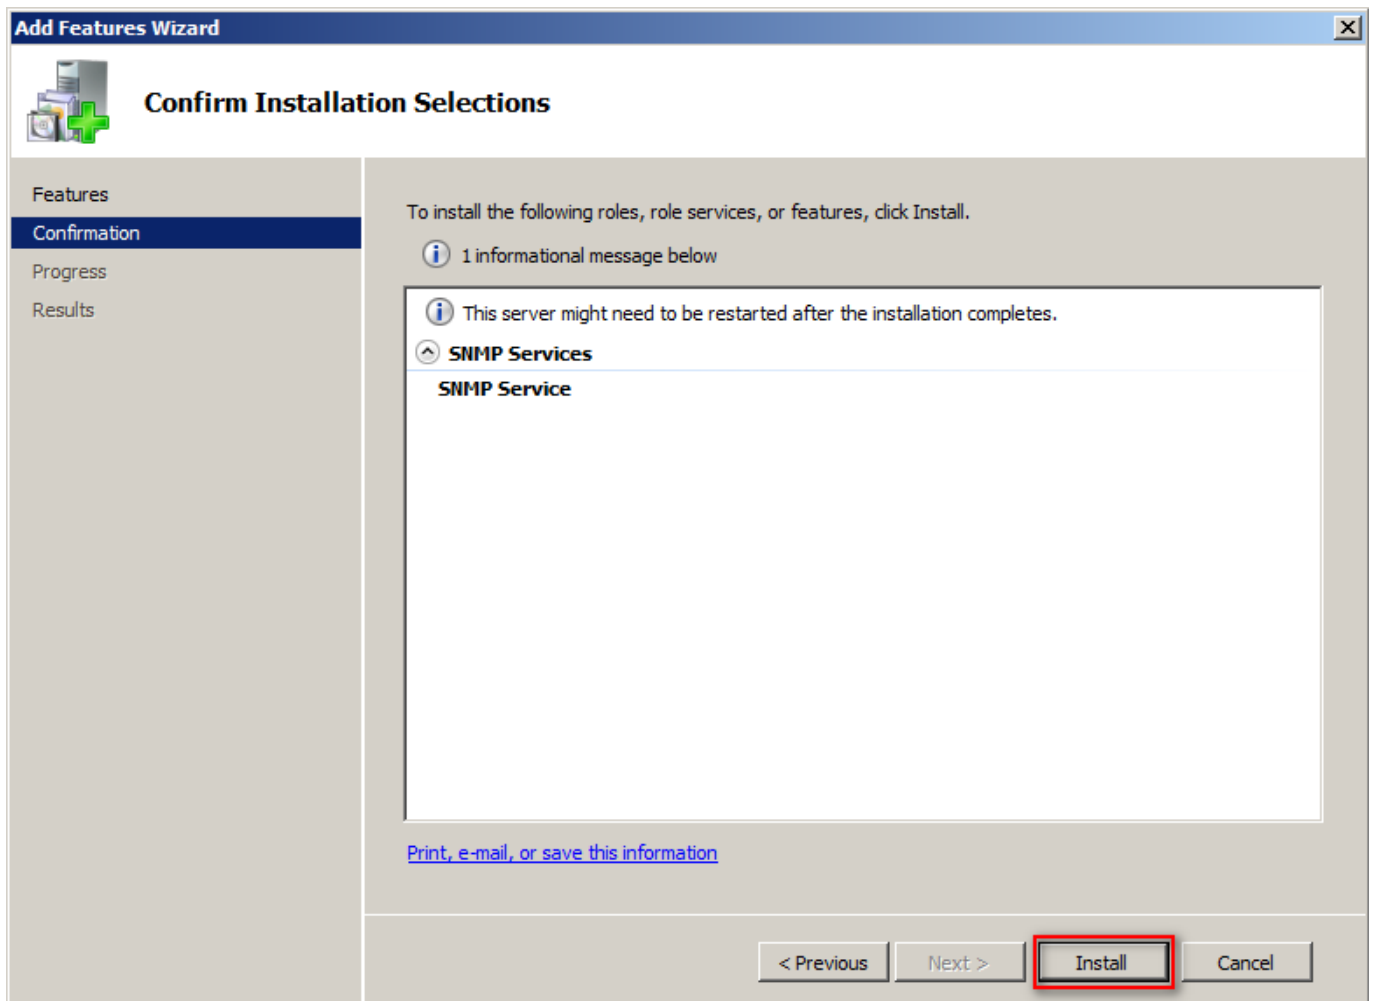 Add Features Wizard
Confirm Installation Selections
Features
Confirmation
Progress
Results
To install the following roles, role services, or features, click Install.
1 informational message below
This server might need to be restarted after the installation completes.
SNMP Services
SNMP Service
Print, e-mail, or save this information
< Previous
Next >
Install
Cancel